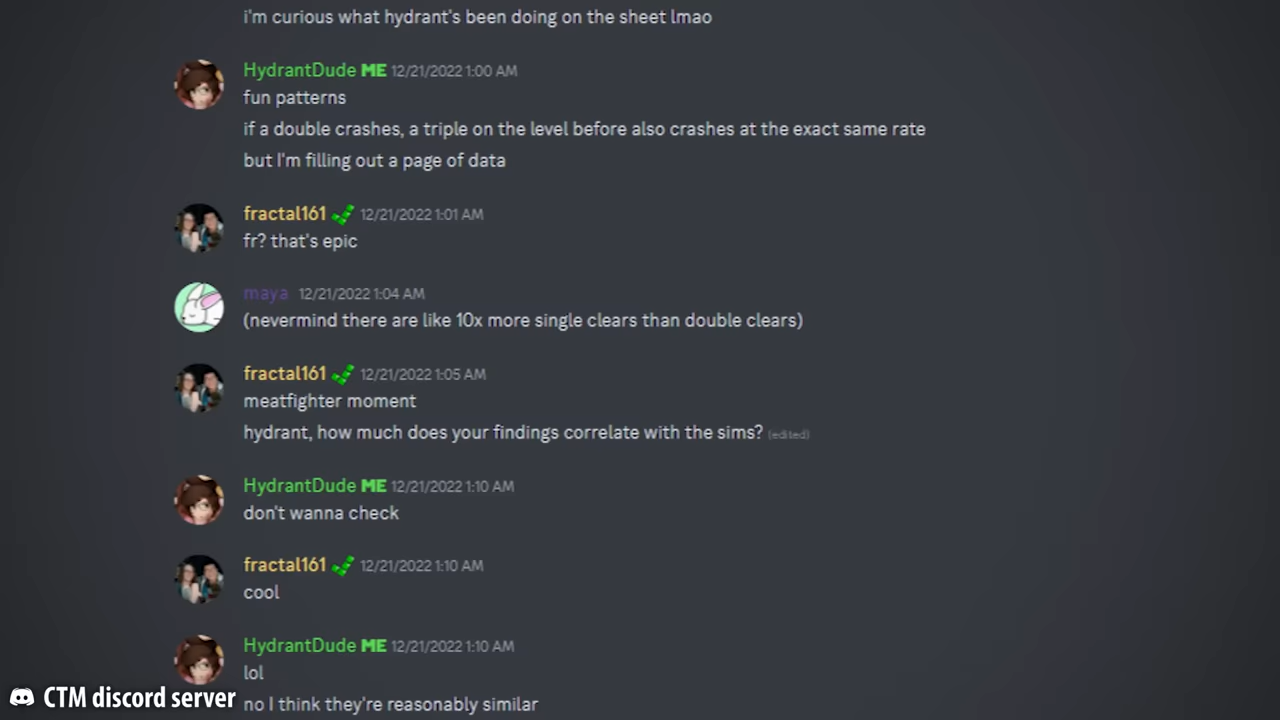 i'm curious what hydrant's been doing on the sheet lmao
HydrantDude ME 12/21/2022 1:00 AM
fun patterns
if a double crashes, a triple on the level before also crashes at the exact same rate
but I'm filling out a page of data
fractal161 12/21/2022 1:01 AM
fr? that's epic
maya 12/21/2022 1:04 AM
(nevermind there are like 10x more single clears than double clears)
fractal161 12/21/2022 1:05 AM
meatfighter moment
hydrant, how much does your findings correlate with the sims? (edited)
HydrantDude ME 12/21/2022 1:10 AM
don't wanna check
fractal161 12/21/2022 1:10 AM
cool
HydrantDude ME 12/21/2022 1:10 AM
lol
no I think they're reasonably similar
CTM discord server